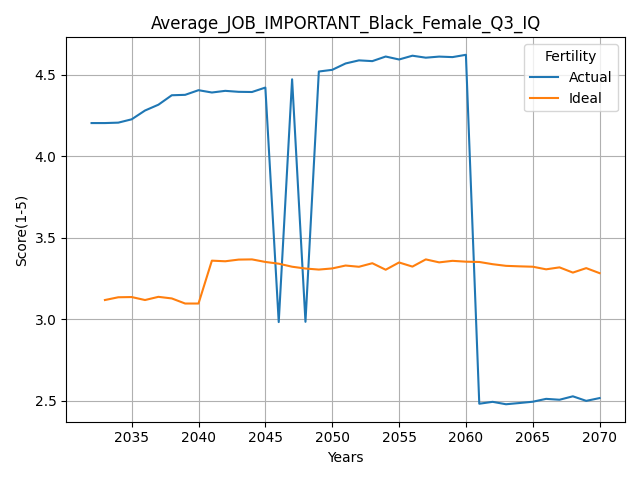 Average_JOB_IMPORTANT_Black_Female_Q3_IQ
Fertility
Actual
Ideal
Score(1-5)
4.5
4.0
3.5
3.0
2.5
2035 2040 2045 2050 2055 2060 2065 2070
Years